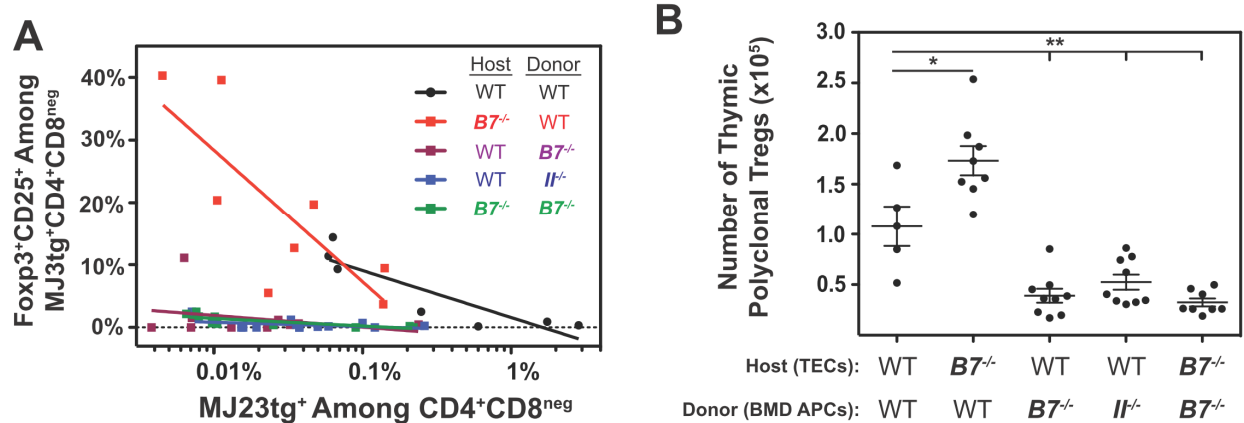 A
Foxp3⁺CD25⁺ Among
MJ3tg⁺CD4⁺CD8ⁿᵉᵍ
40%
30%
20%
10%
0%
0.01% 0.1% 1%
MJ23tg⁺ Among CD4⁺CD8ⁿᵉᵍ
Host Donor
WT WT
B7⁻/⁻ WT
WT B7⁻/⁻
WT II⁻/⁻
B7⁻/⁻ B7⁻/⁻
B
Number of Thymic
Polyclonal Tregs (x10⁵)
3.0
2.5
2.0
1.5
1.0
0.5
**
*
Host (TECs): WT B7⁻/⁻ WT WT B7⁻/⁻
Donor (BMD APCs): WT WT B7⁻/⁻ II⁻/⁻ B7⁻/⁻